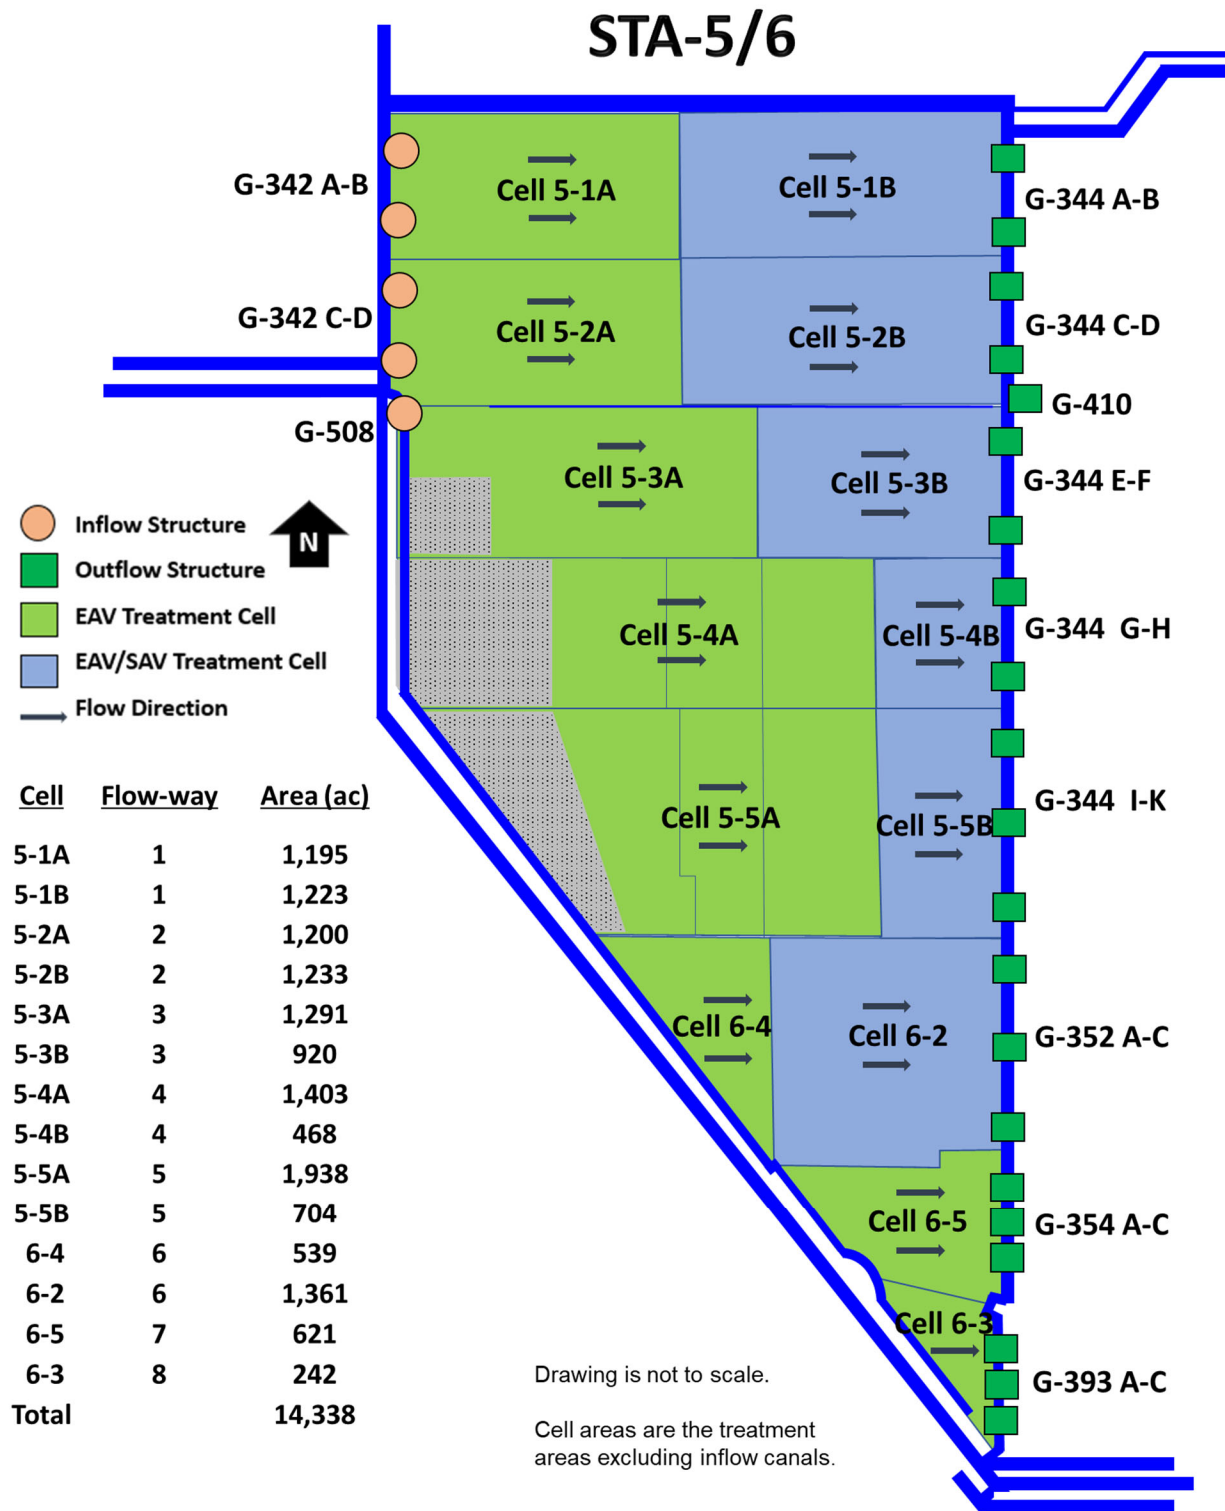 STA-5/6
G-342 A-B
Cell 5-1A
Cell 5-1B
G-344 A-B
G-342 C-D
Cell 5-2A
Cell 5-2B
G-344 C-D
G-410
G-508
Cell 5-3A
Cell 5-3B
G-344 E-F
Inflow Structure
N
Outflow Structure
EAV Treatment Cell
EAV/SAV Treatment Cell
Flow Direction
Cell 5-4A
Cell 5-4B
G-344 G-H
Cell 5-5A
Cell 5-5B
G-344 I-K
Cell 6-4
Cell 6-2
G-352 A-C
Cell 6-5
G-354 A-C
Cell 6-3
G-393 A-C
Cell Flow-way Area (ac)
5-1A 1 1,195
5-1B 1 1,223
5-2A 2 1,200
5-2B 2 1,233
5-3A 3 1,291
5-3B 3 920
5-4A 4 1,403
5-4B 4 468
5-5A 5 1,938
5-5B 5 704
6-4 6 539
6-2 6 1,361
6-5 7 621
6-3 8 242
Total 14,338
Drawing is not to scale.
Cell areas are the treatment
areas excluding inflow canals.